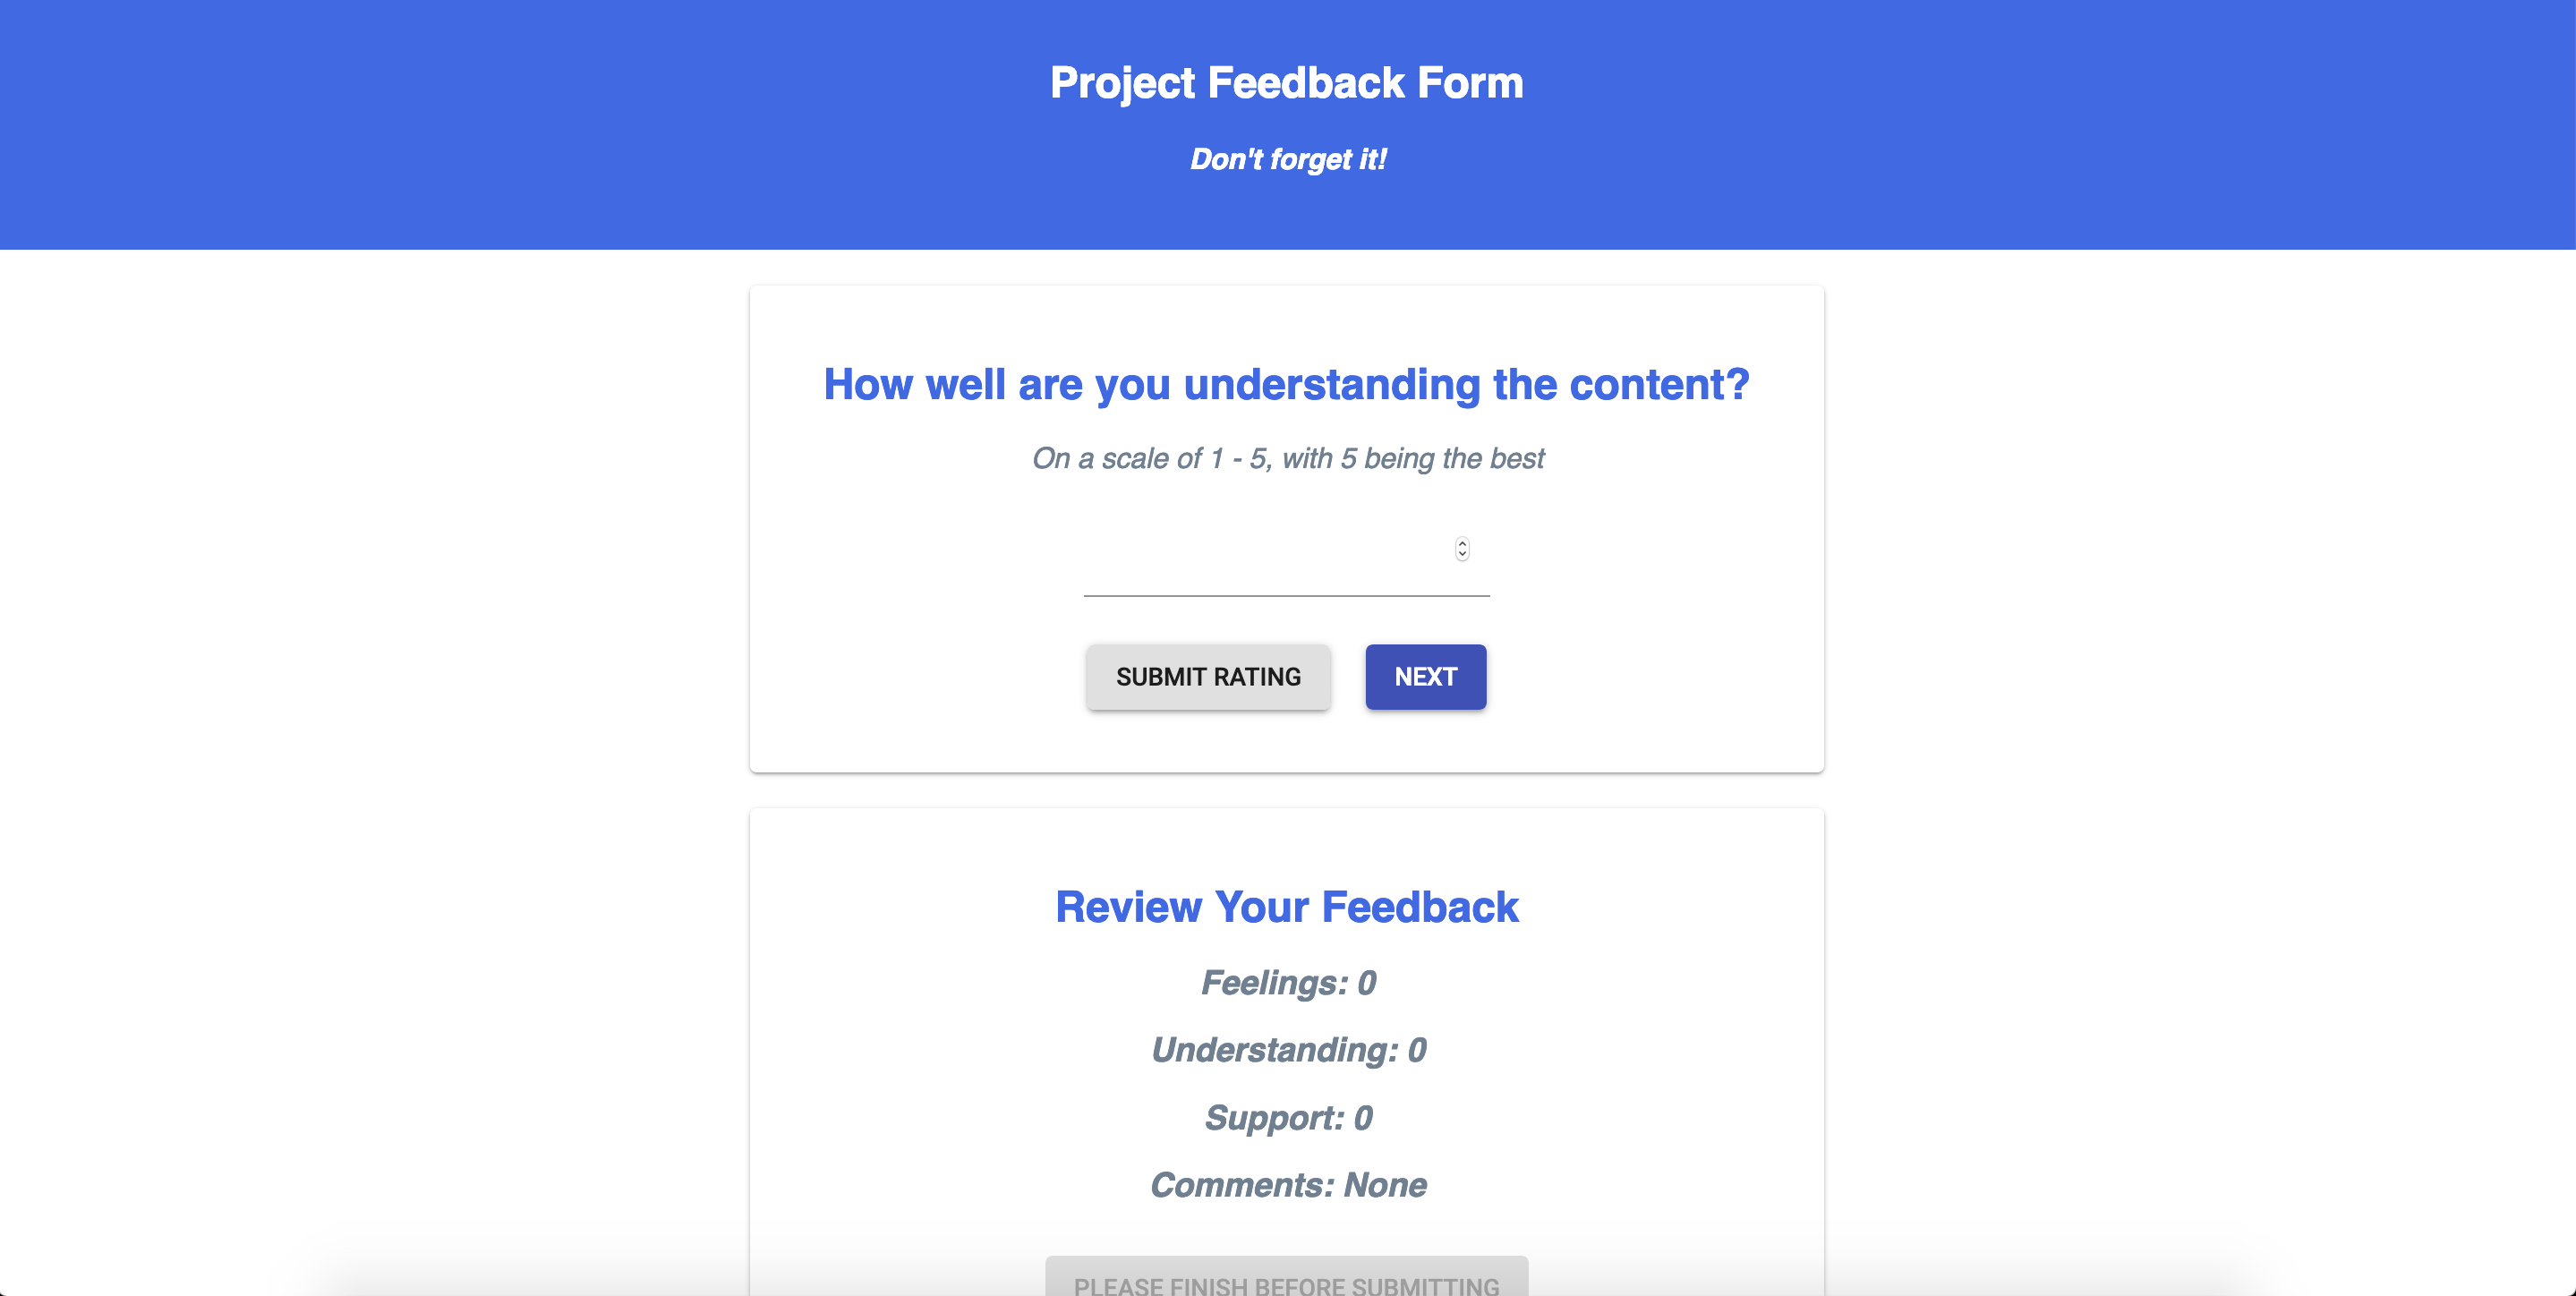 Project Feedback Form
Don't forget it!
How well are you understanding the content?
On a scale of 1 - 5, with 5 being the best
SUBMIT RATING NEXT
Review Your Feedback
Feelings: 0
Understanding: 0
Support: 0
Comments: None
PLEASE FINISH BEFORE SUBMITTING